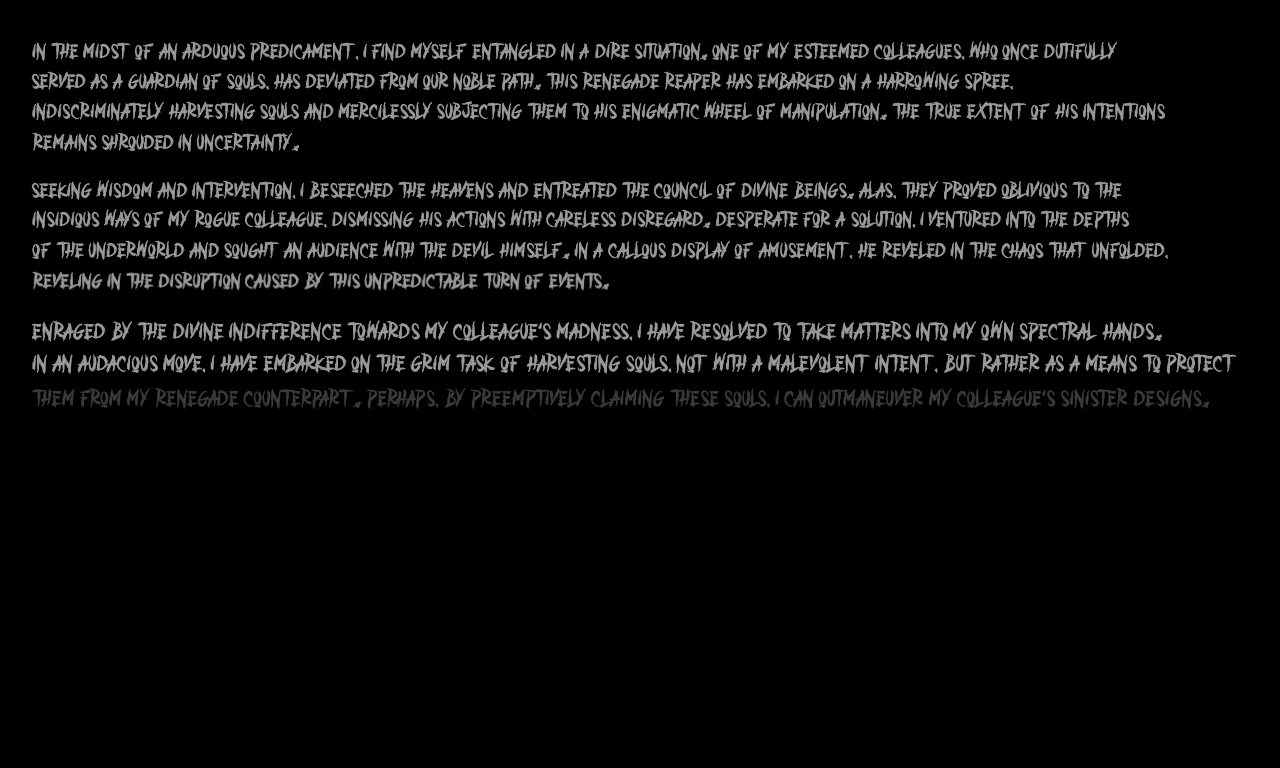 IN THE MIDST OF AN ARDUOUS PREDICAMENT, I FIND MYSELF ENTANGLED IN A DIRE SITUATION. ONE OF MY ESTEEMED COLLEAGUES, WHO ONCE DUTIFULLY
SERVED AS A GUARDIAN OF SOULS, HAS DEVIATED FROM OUR NOBLE PATH. THIS RENEGADE REAPER HAS EMBARKED ON A HARROWING SPREE,
INDISCRIMINATELY HARVESTING SOULS AND MERCILESSLY SUBJECTING THEM TO HIS ENIGMATIC WHEEL OF MANIPULATION. THE TRUE EXTENT OF HIS INTENTIONS
REMAINS SHROUDED IN UNCERTAINTY.
SEEKING WISDOM AND INTERVENTION, I BESEECHED THE HEAVENS AND ENTREATED THE COUNCIL OF DIVINE BEINGS. ALAS, THEY PROVED OBLIVIOUS TO THE
INSIDIOUS WAYS OF MY ROGUE COLLEAGUE, DISMISSING HIS ACTIONS WITH CARELESS DISREGARD. DESPERATE FOR A SOLUTION, I VENTURED INTO THE DEPTHS
OF THE UNDERWORLD AND SOUGHT AN AUDIENCE WITH THE DEVIL HIMSELF. IN A CALLOUS DISPLAY OF AMUSEMENT, HE REVELED IN THE CHAOS THAT UNFOLDED,
REVELING IN THE DISRUPTION CAUSED BY THIS UNPREDICTABLE TURN OF EVENTS.
ENRAGED BY THE DIVINE INDIFFERENCE TOWARDS MY COLLEAGUE'S MADNESS, I HAVE RESOLVED TO TAKE MATTERS INTO MY OWN SPECTRAL HANDS.
IN AN AUDACIOUS MOVE, I HAVE EMBARKED ON THE GRIM TASK OF HARVESTING SOULS, NOT WITH A MALEVOLENT INTENT, BUT RATHER AS A MEANS TO PROTECT
THEM FROM MY RENEGADE COUNTERPART. PERHAPS, BY PREEMPTIVELY CLAIMING THESE SOULS, I CAN OUTMANEUVER MY COLLEAGUE'S SINISTER DESIGNS.